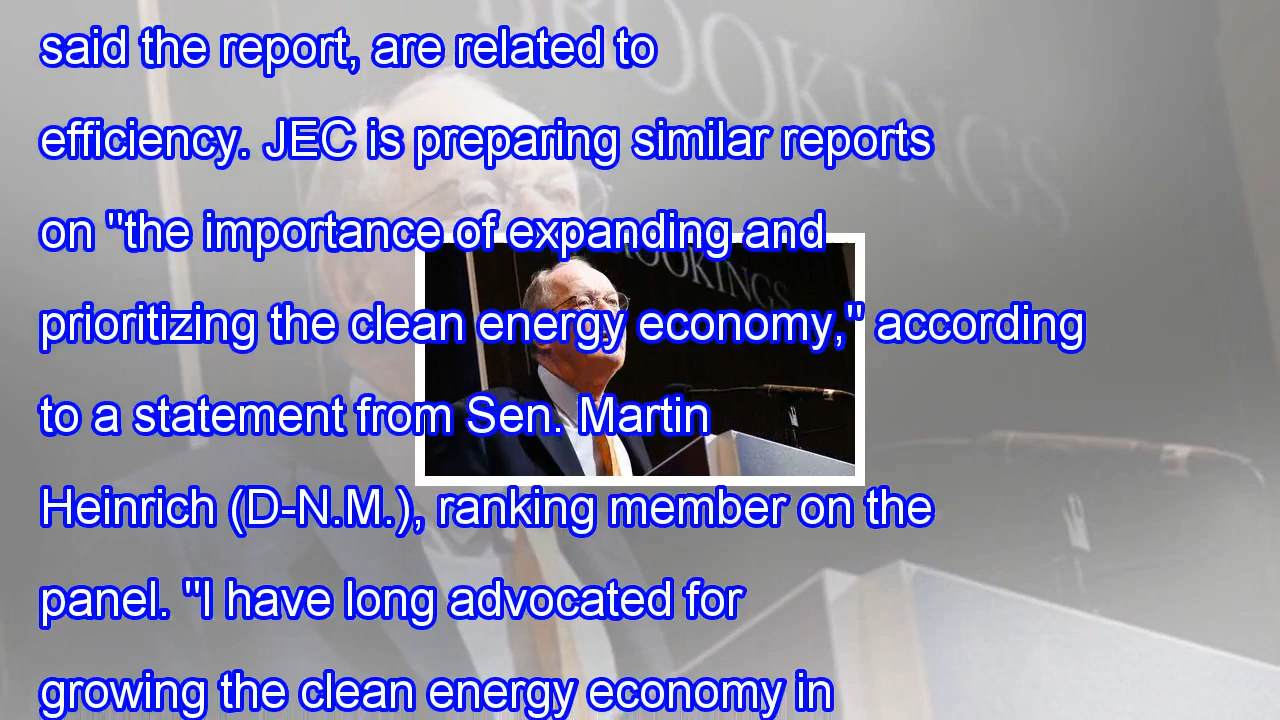 said the report, are related to
efficiency. JEC is preparing similar reports
on "the importance of expanding and
prioritizing the clean energy economy," according
to a statement from Sen. Martin
Heinrich (D-N.M.), ranking member on the
panel. "I have long advocated for
growing the clean energy economy in
BROOKINGS
OOKINGS